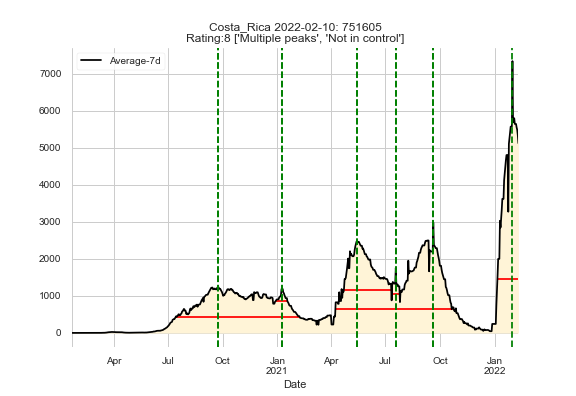 Costa_Rica 2022-02-10: 751605
Rating:8 ['Multiple peaks', 'Not in control']
Average-7d
7000
6000
5000
4000
3000
2000
1000
0
Apr Jul Oct Jan Apr Jul Oct Jan
2021 2022
Date